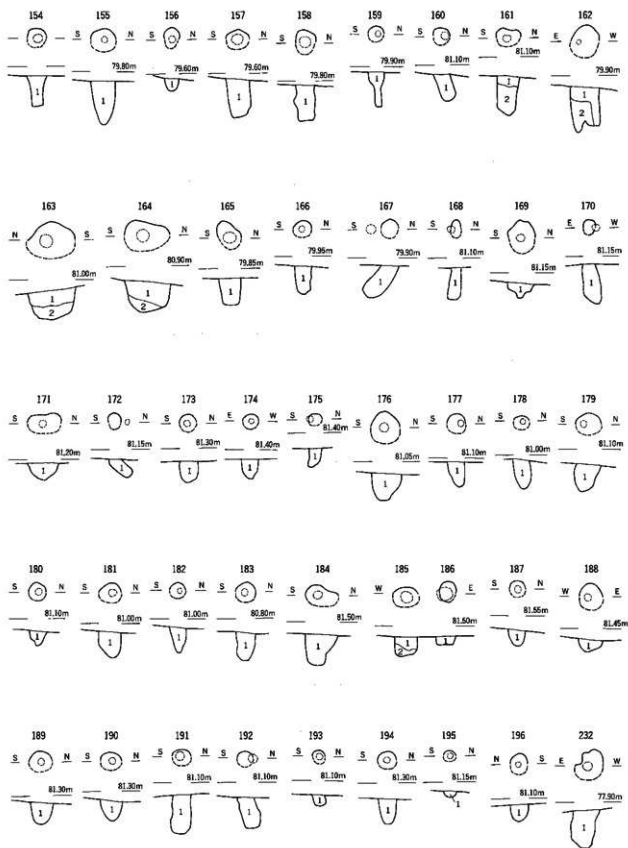 154 155 156 157 158 159 160 161 162
S N S N S N S N S N S N S N E W
79.80m 79.60m 79.60m 79.80m 79.90m 81.10m 81.10m 79.90m
1 1 1 1 1 1 1 1 1
2 2
163 164 165 166 167 168 169 170
N S S N S N S N S N S N S N E W
81.00m 80.90m 79.85m 79.95m 79.90m 81.10m 81.15m 81.15m
1 1 1 1 1 1 1 1
2 2
171 172 173 174 175 176 177 178 179
S N S N S N E W S N S N S N S N S N
81.20m 81.15m 81.30m 81.40m 81.40m 81.05m 81.10m 81.00m 81.10m
1 1 1 1 1 1 1 1 1
180 181 182 183 184 185 186 187 188
S N S N S N S N S N W E S N W E
81.10m 81.00m 81.00m 80.80m 81.50m 81.50m 81.55m 81.45m
1 1 1 1 1 1 1 1 1
2
189 190 191 192 193 194 195 196 232
S N S N S N S N S N S N S N N S E W
81.30m 81.30m 81.10m 81.10m 81.10m 81.30m 81.15m 81.10m 77.90m
1 1 1 1 1 1 1 1 1